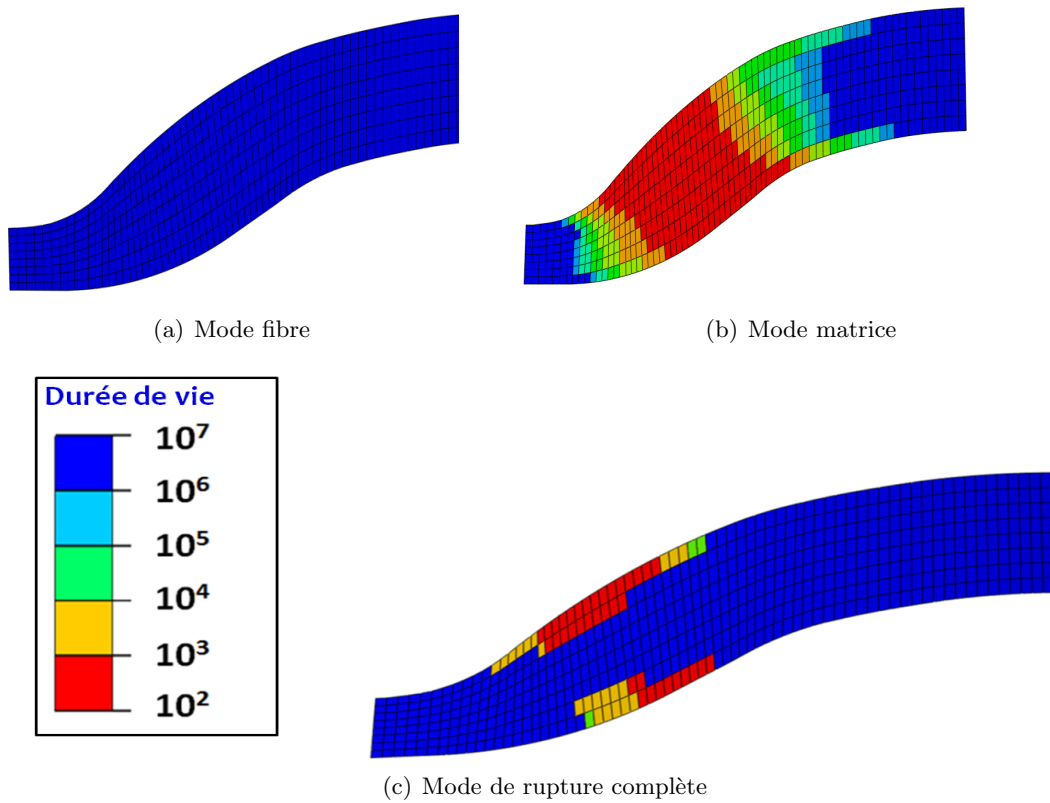 (a) Mode fibre
(b) Mode matrice
Durée de vie
10⁷
10⁶
10⁵
10⁴
10³
10²
(c) Mode de rupture complète